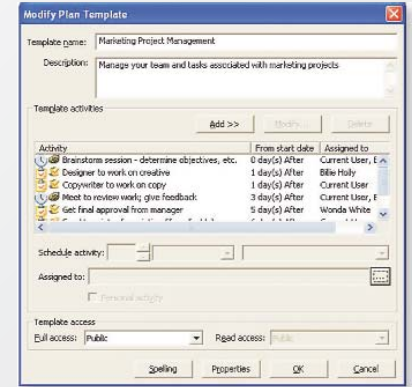 Modify Plan Template
Template name: Marketing Project Management
Description: Manage your team and tasks associated with marketing projects
Template activities
Add >> Modify... Delete
Activity From start date Assigned to
Brainstorm session - determine objectives, etc. 0 day(s) After Current User, E
Designer to work on creative 1 day(s) After Billie Holly
Copywriter to work on copy 1 day(s) After Current User
Meet to review work; give feedback 3 day(s) After Current User, E
Get final approval from manager 5 day(s) After Wonda White
Schedule activity:
Assigned to: ...
Personal activity
Template access
Full access: Public Read access: Public
Spelling Properties OK Cancel